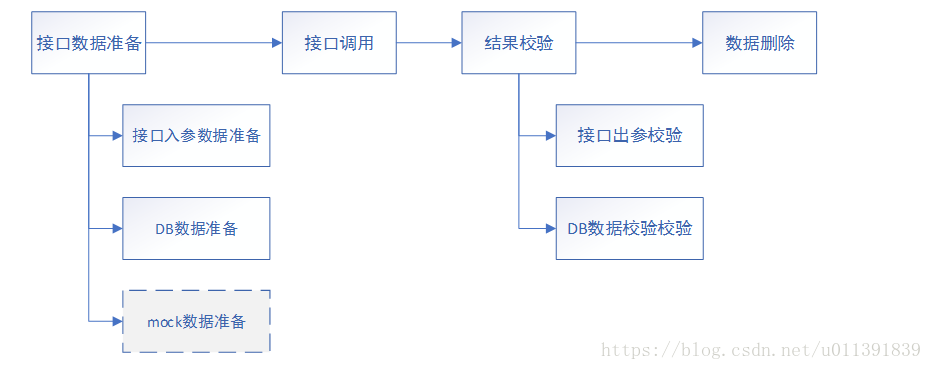 接口数据准备
接口调用
结果校验
数据删除
接口入参数据准备
接口出参校验
DB数据准备
DB数据校验校验
mock数据准备
https://blog.csdn.net/u011391839